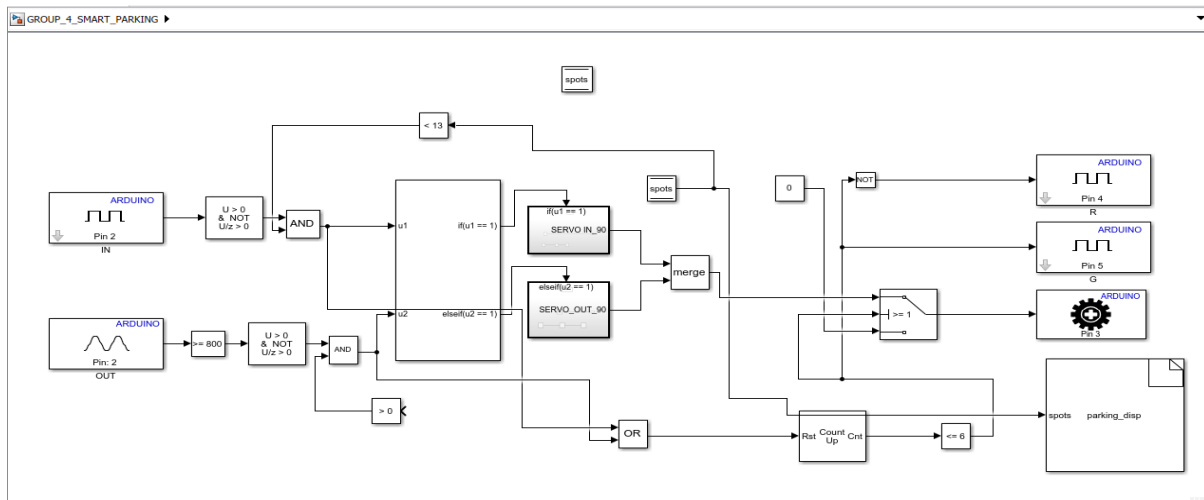 GROUP_4_SMART_PARKING
spots
< 13
ARDUINO
Pin 2
IN
U > 0
& NOT
U/z > 0
AND
u1
if(u1 == 1)
u2
elseif(u2 == 1)
if(u1 == 1)
SERVO IN_90
elseif(u2 == 1)
SERVO_OUT_90
merge
spots
0
NOT
ARDUINO
Pin 4
R
ARDUINO
Pin 5
G
>= 1
ARDUINO
Pin 3
ARDUINO
Pin: 2
OUT
>= 800
U > 0
& NOT
U/z > 0
AND
> 0
OR
Rst
Count
Up
Cnt
<= 6
spots
parking_disp